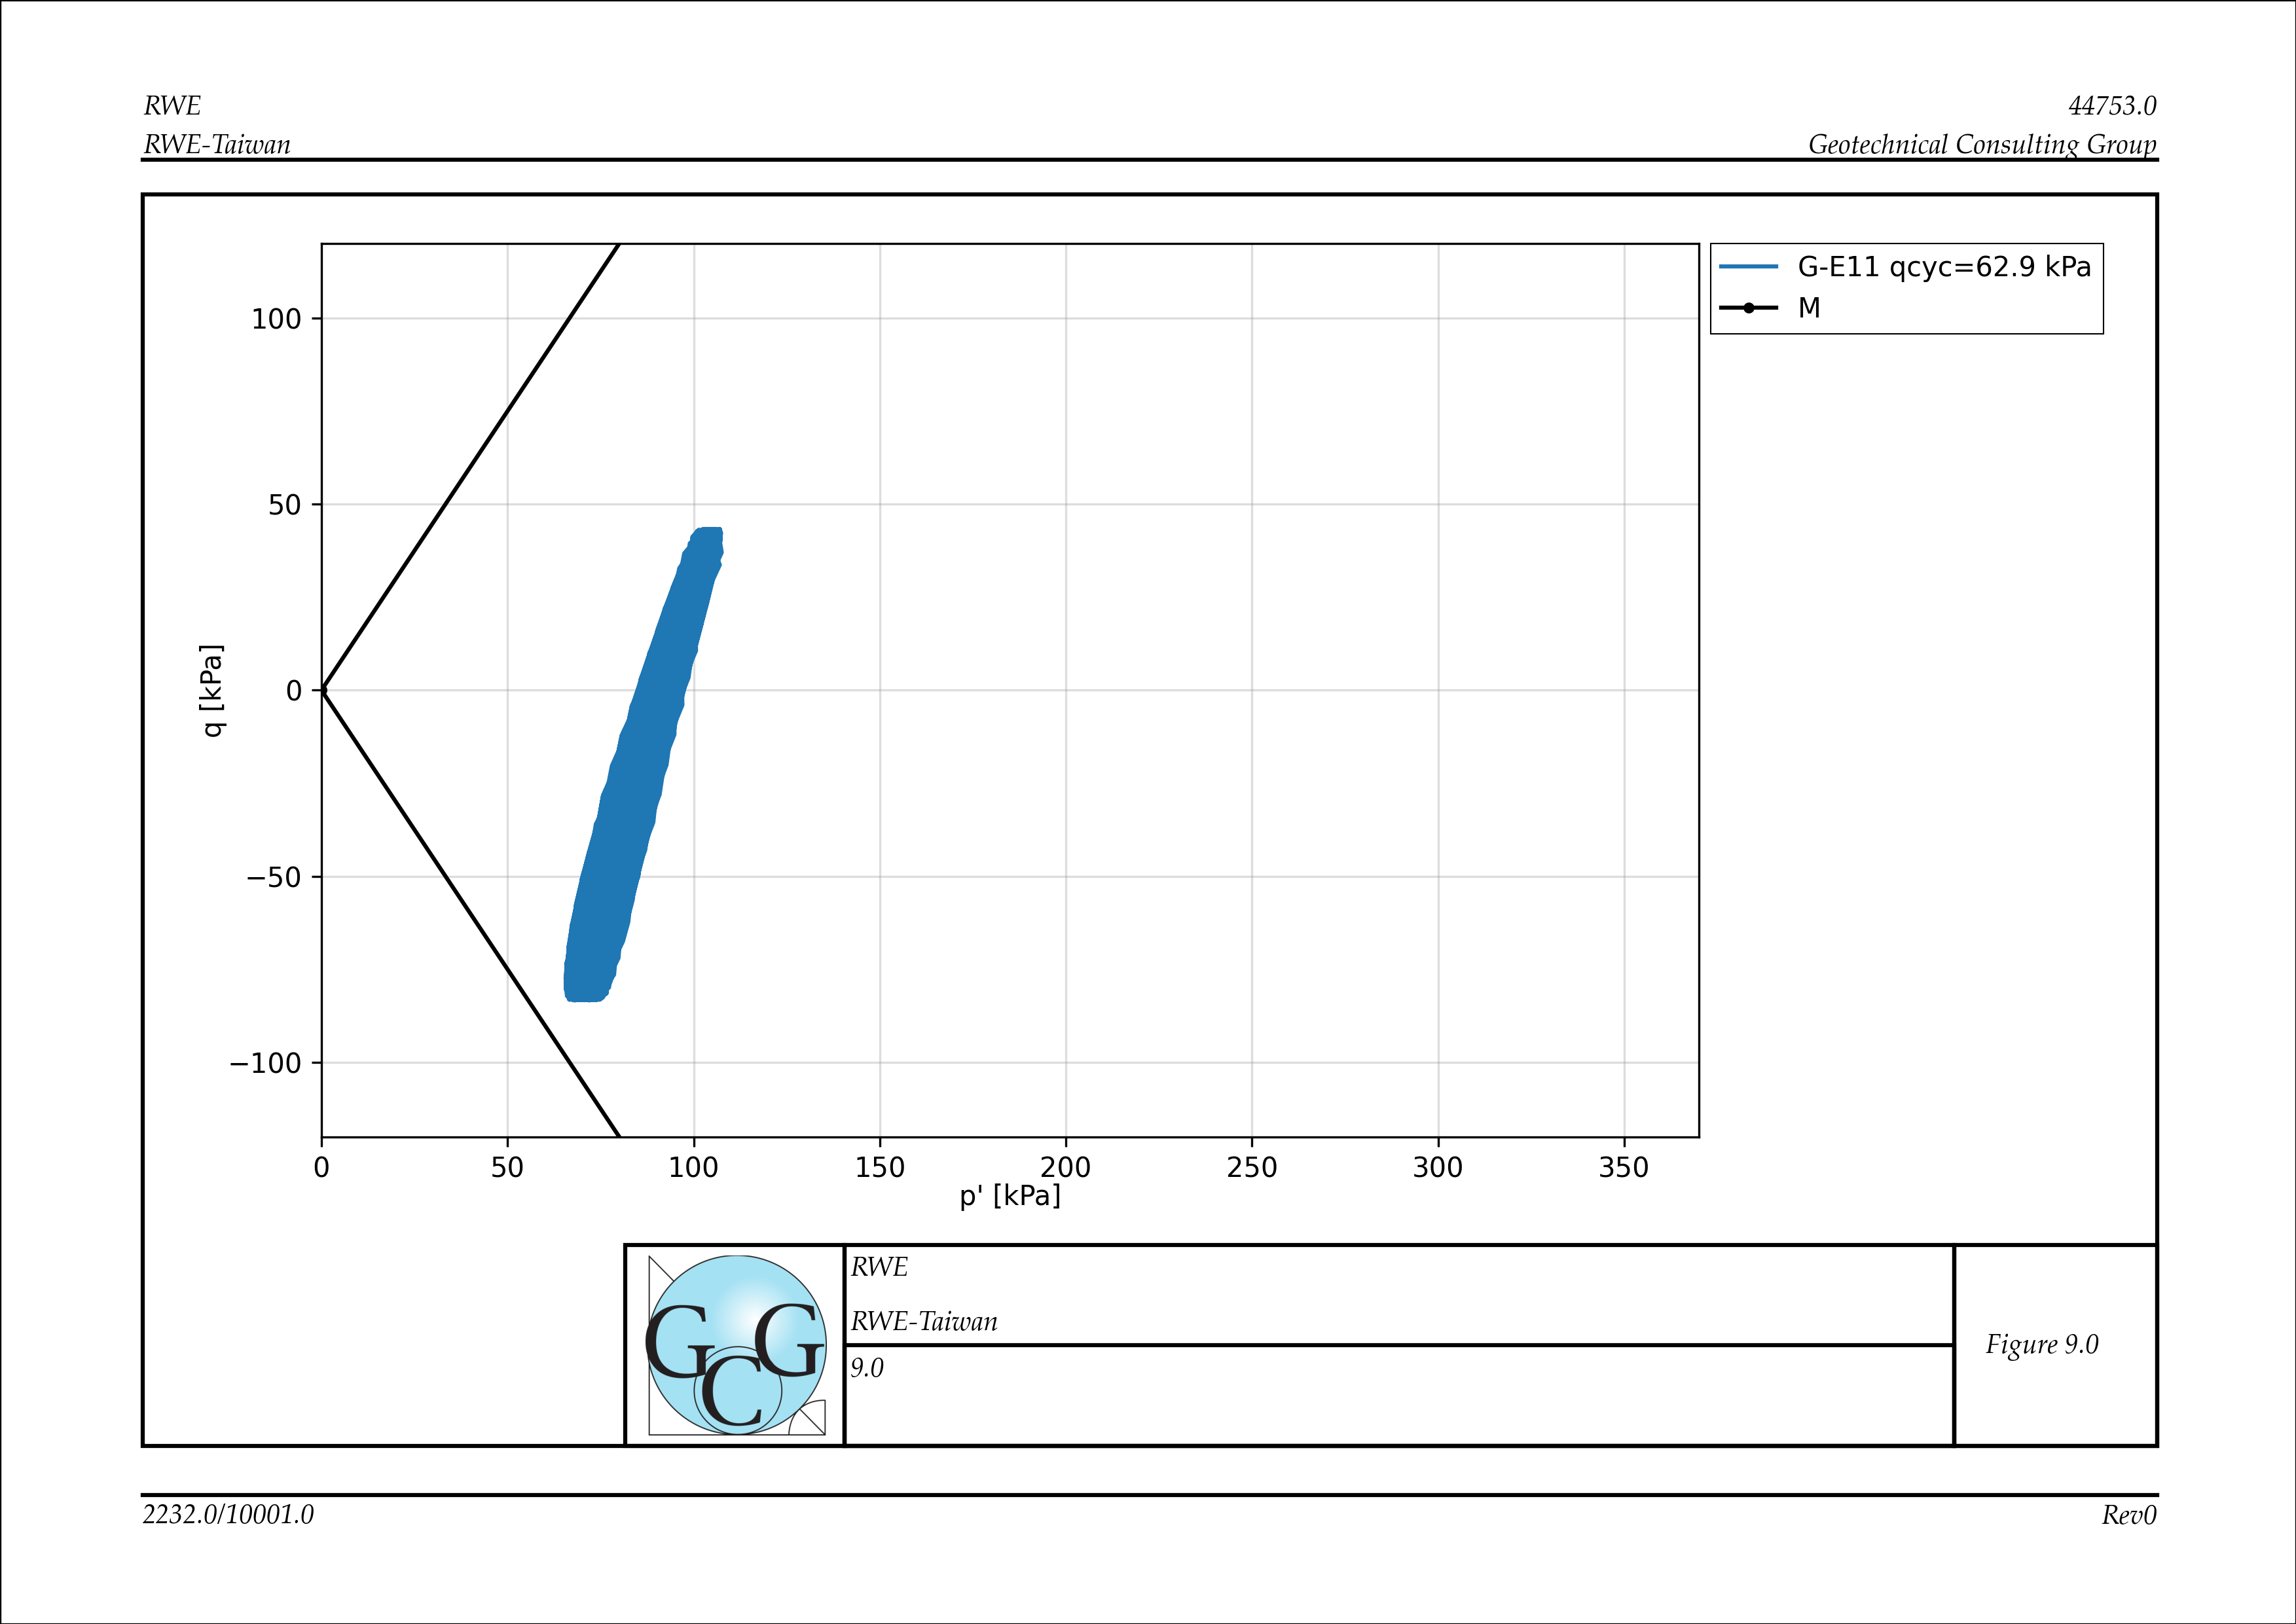 RWE
44753.0
RWE-Taiwan
Geotechnical Consulting Group
G-E11 qcyc=62.9 kPa
M
100
50
0
−50
−100
q [kPa]
0 50 100 150 200 250 300 350
p' [kPa]
GCG
RWE
RWE-Taiwan
9.0
Figure 9.0
2232.0/10001.0
Rev0